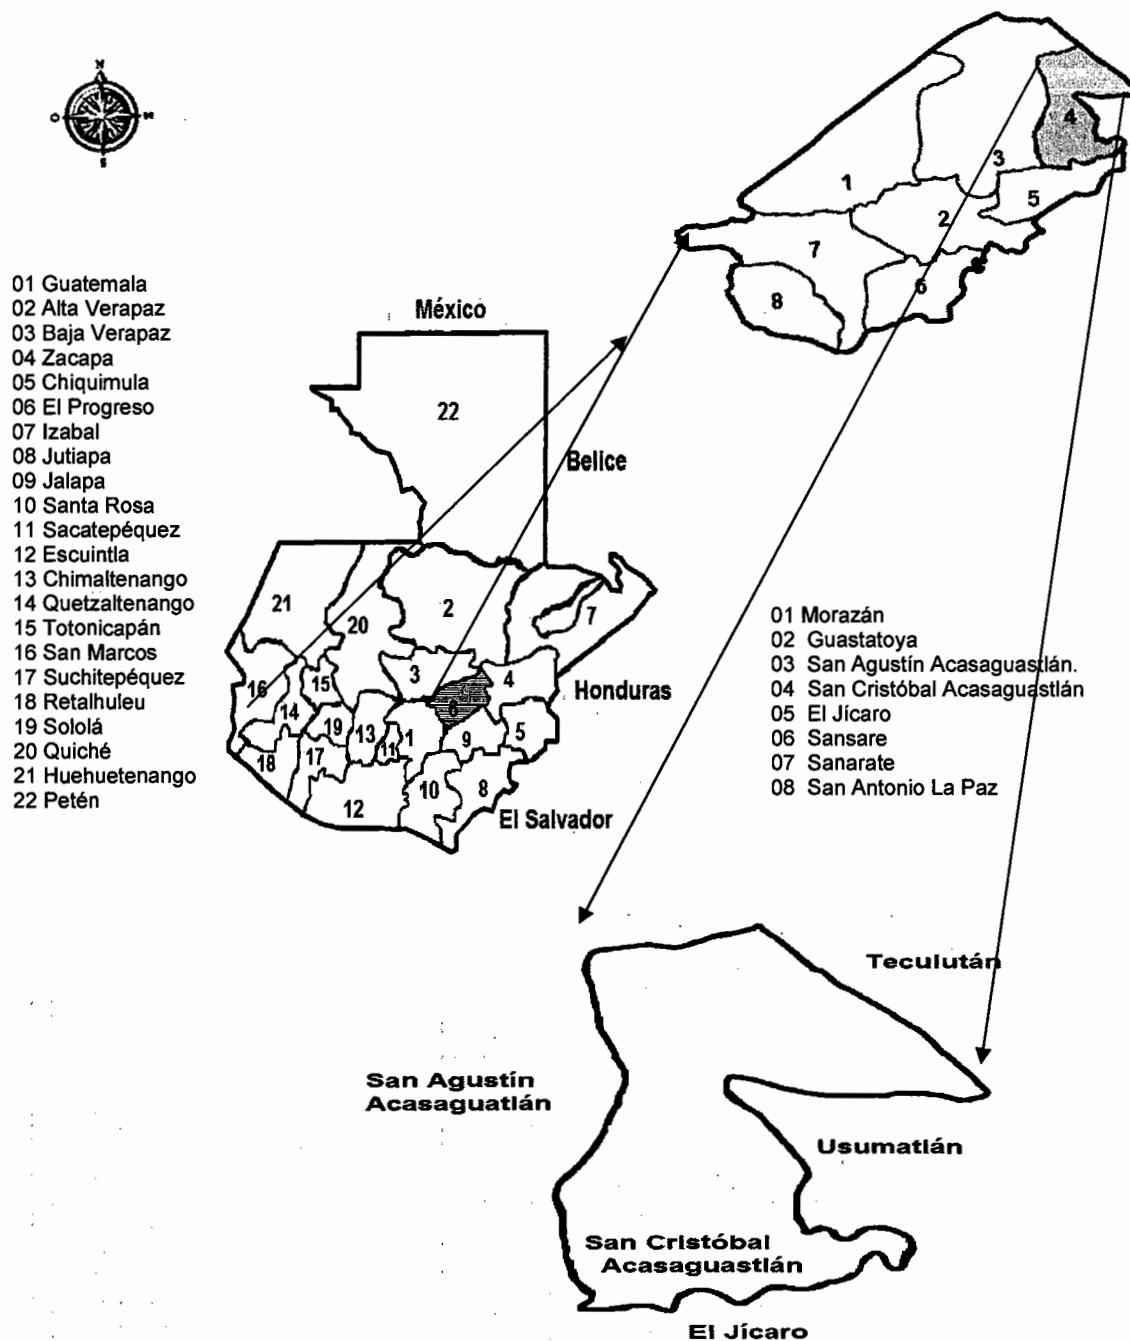 N
O
S
01 Guatemala
02 Alta Verapaz
03 Baja Verapaz
04 Zacapa
05 Chiquimula
06 El Progreso
07 Izabal
08 Jutiapa
09 Jalapa
10 Santa Rosa
11 Sacatepéquez
12 Escuintla
13 Chimaltenango
14 Quetzaltenango
15 Totonicapán
16 San Marcos
17 Suchitepéquez
18 Retalhuleu
19 Sololá
20 Quiché
21 Huehuetenango
22 Petén
México
22
Belice
21
20
2
7
16
15
3
6
4
Honduras
14
19
13
11
1
9
5
18
17
12
10
8
El Salvador
1
3
4
2
5
7
6
8
01 Morazán
02 Guastatoya
03 San Agustín Acasaguastlán.
04 San Cristóbal Acasaguastlán
05 El Jícaro
06 Sansare
07 Sanarate
08 San Antonio La Paz
Teculután
San Agustín
Acasaguatlán
Usumatlán
San Cristóbal
Acasaguastlán
El Jícaro